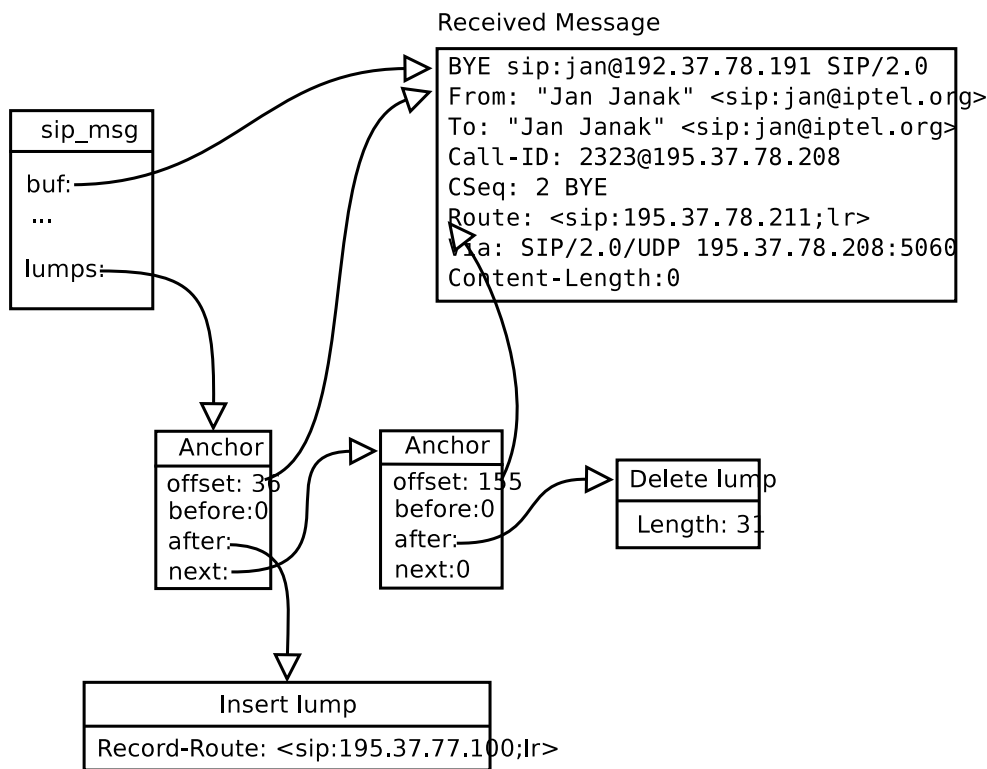 Received Message
BYE sip:jan@192.37.78.191 SIP/2.0
From: "Jan Janak" <sip:jan@iptel.org>
To: "Jan Janak" <sip:jan@iptel.org>
Call-ID: 2323@195.37.78.208
CSeq: 2 BYE
Route: <sip:195.37.78.211;lr>
Via: SIP/2.0/UDP 195.37.78.208:5060
Content-Length:0
sip_msg
buf:
...
lumps:
Anchor
offset: 36
before:0
after:
next:
Anchor
offset: 155
before:0
after:
next:0
Delete lump
Length: 31
Insert lump
Record-Route: <sip:195.37.77.100;lr>